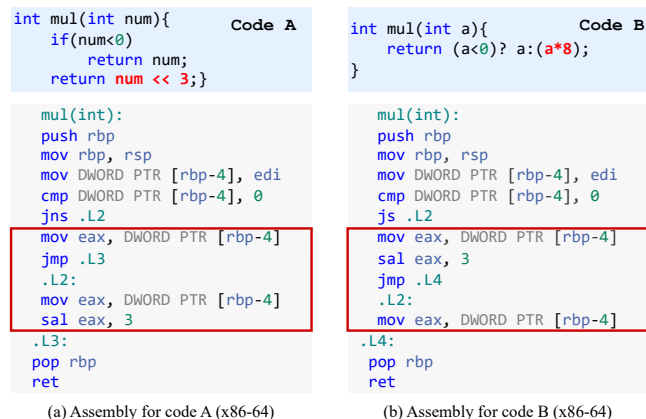 int mul(int num){ Code A
if(num<0)
return num;
return num << 3;}
mul(int):
push rbp
mov rbp, rsp
mov DWORD PTR [rbp-4], edi
cmp DWORD PTR [rbp-4], 0
jns .L2
mov eax, DWORD PTR [rbp-4]
jmp .L3
.L2:
mov eax, DWORD PTR [rbp-4]
sal eax, 3
.L3:
pop rbp
ret
(a) Assembly for code A (x86-64)
int mul(int a){ Code B
return (a<0)? a:(a*8);
}
mul(int):
push rbp
mov rbp, rsp
mov DWORD PTR [rbp-4], edi
cmp DWORD PTR [rbp-4], 0
js .L2
mov eax, DWORD PTR [rbp-4]
sal eax, 3
jmp .L4
.L2:
mov eax, DWORD PTR [rbp-4]
.L4:
pop rbp
ret
(b) Assembly for code B (x86-64)